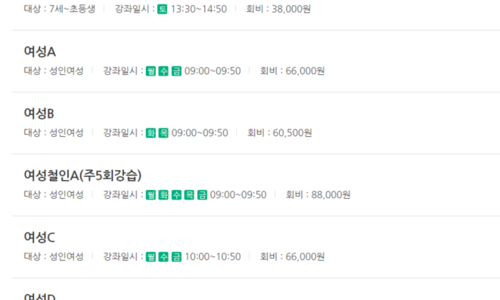 대상 : 7세~초등생 강좌일시 : 토 13:30~14:50 회비 : 38,000원
여성A
대상 : 성인여성 강좌일시 : 월 수 금 09:00~09:50 회비 : 66,000원
여성B
대상 : 성인여성 강좌일시 : 화 목 09:00~09:50 회비 : 60,500원
여성철인A(주5회강습)
대상 : 성인여성 강좌일시 : 월 화 수 목 금 09:00~09:50 회비 : 88,000원
여성C
대상 : 성인여성 강좌일시 : 월 수 금 10:00~10:50 회비 : 66,000원
여성D